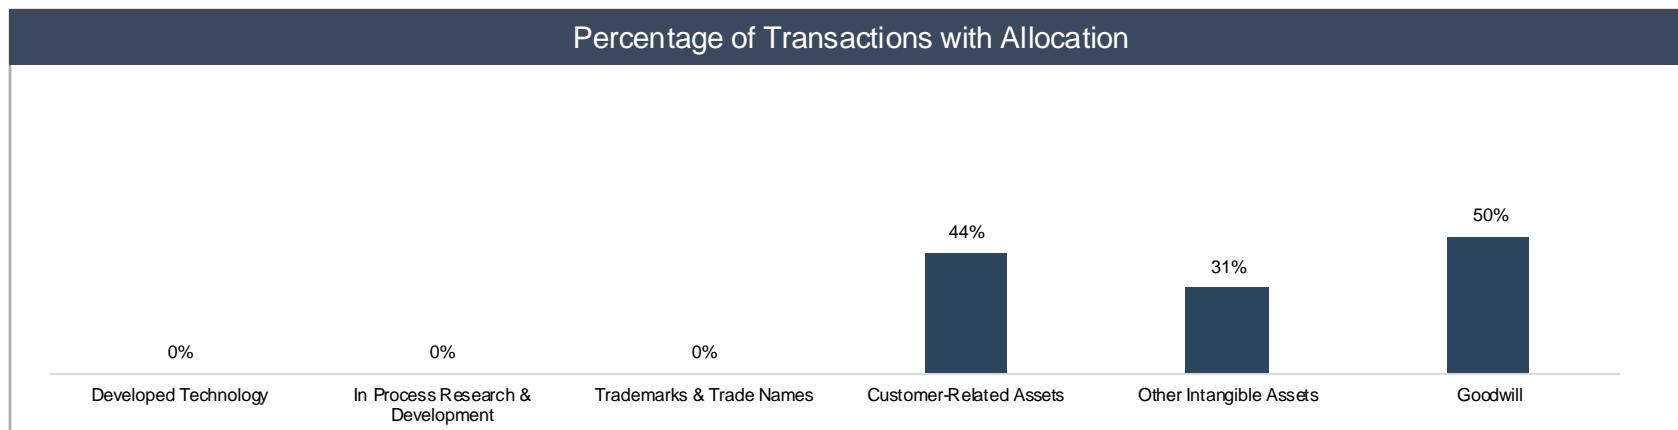 Percentage of Transactions with Allocation
50%
44%
31%
0%
0%
0%
Developed Technology
In Process Research &
Development
Trademarks & Trade Names
Customer-Related Assets
Other Intangible Assets
Goodwill